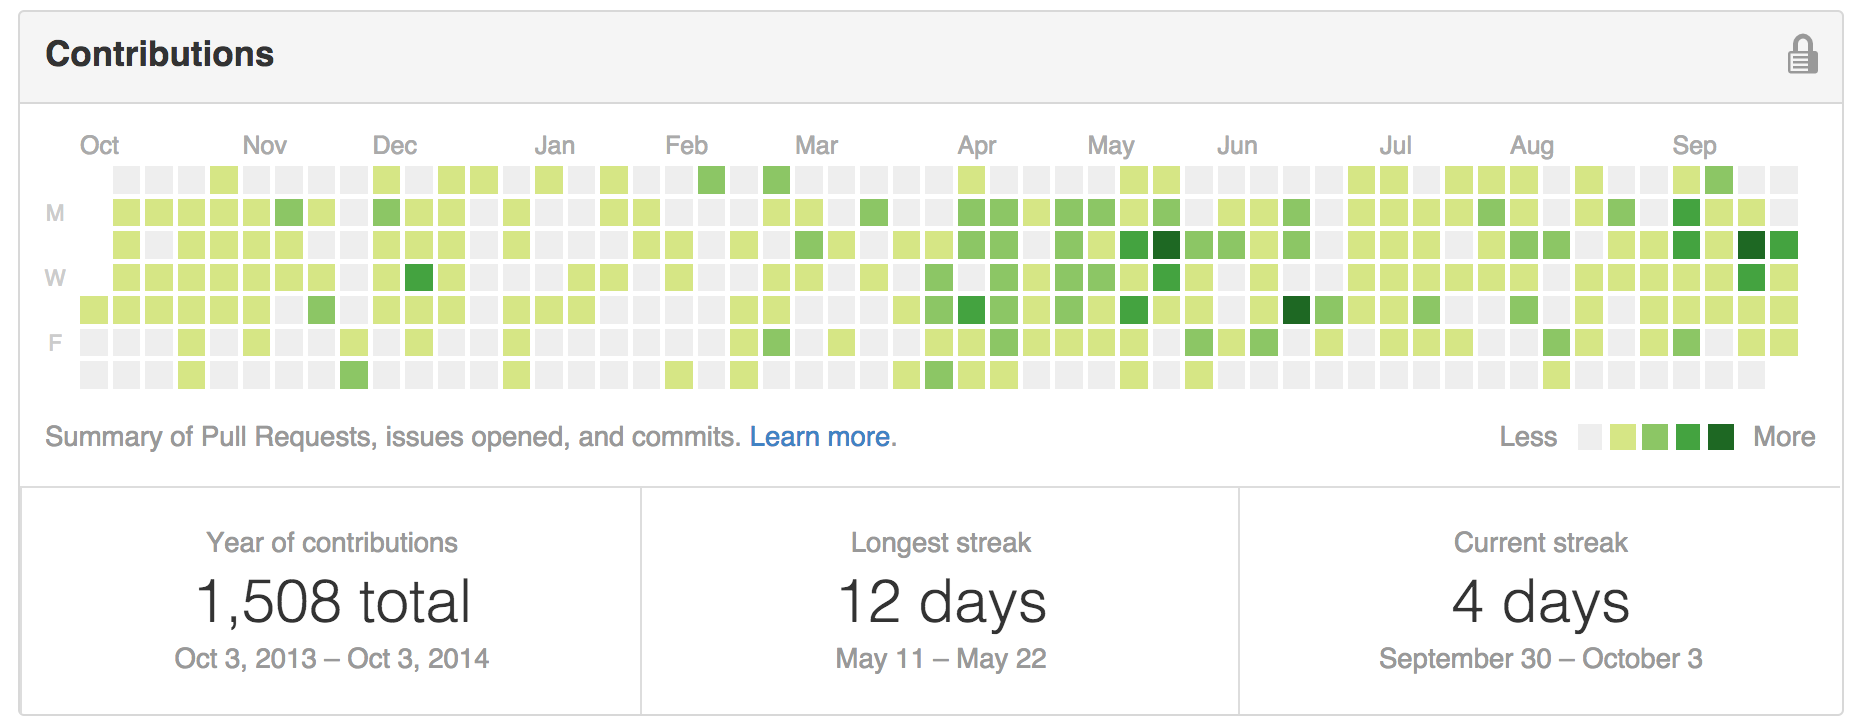 Contributions
Oct Nov Dec Jan Feb Mar Apr May Jun Jul Aug Sep
M
W
F
Summary of Pull Requests, issues opened, and commits. Learn more.
Less More
Year of contributions
1,508 total
Oct 3, 2013 – Oct 3, 2014
Longest streak
12 days
May 11 – May 22
Current streak
4 days
September 30 – October 3